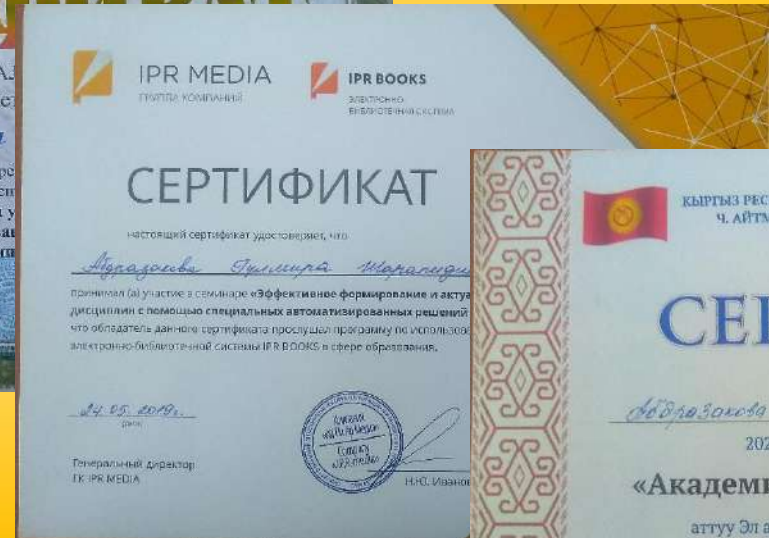 IPR MEDIA
ГРУППА КОМПАНИЙ
IPR BOOKS
ЭЛЕКТРОННО-
БИБЛИОТЕЧНАЯ СИСТЕМА
СЕРТИФИКАТ
настоящий сертификат удостоверяет, что
Абдразакова Гулмира
принимал (а) участие в семинаре «Эффективное формирование и актуа
дисциплин с помощью специальных автоматизированных решений
что обладатель данного сертификата прослушал программу по использов
электронно-библиотечной системы IPR BOOKS в сфере образования.
24.05.2019г.
Генеральный директор
ГК IPR MEDIA
Н.Ю. Иванов
КЫРГЫЗ РЕС
Ч. АЙТМ
СЕ
Абдразакова
202
«Академи
аттуу Эл а